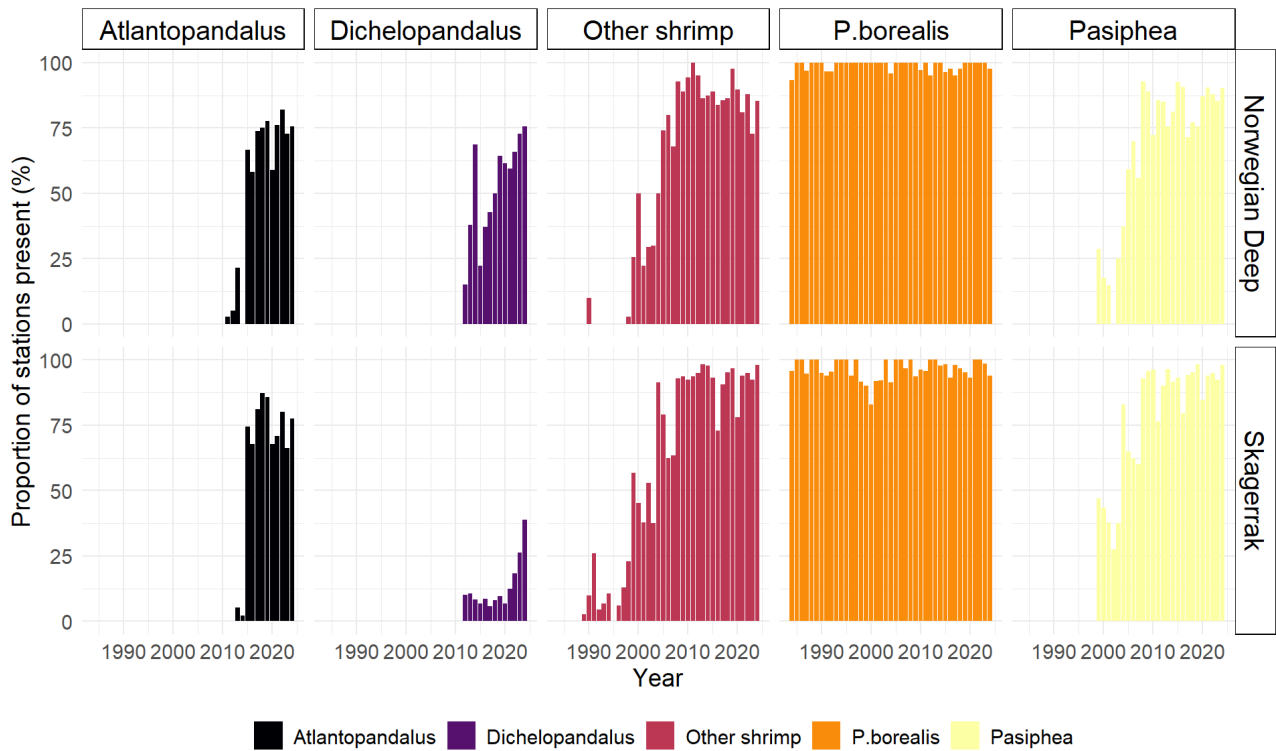 Atlantopandalus Dichelopandalus Other shrimp P.borealis Pasiphea
Proportion of stations present (%)
100
75
50
25
0
Norwegian Deep
100
75
50
25
0
Skagerrak
1990 2000 2010 2020 1990 2000 2010 2020 1990 2000 2010 2020 1990 2000 2010 2020 1990 2000 2010 2020
Year
Atlantopandalus Dichelopandalus Other shrimp P.borealis Pasiphea